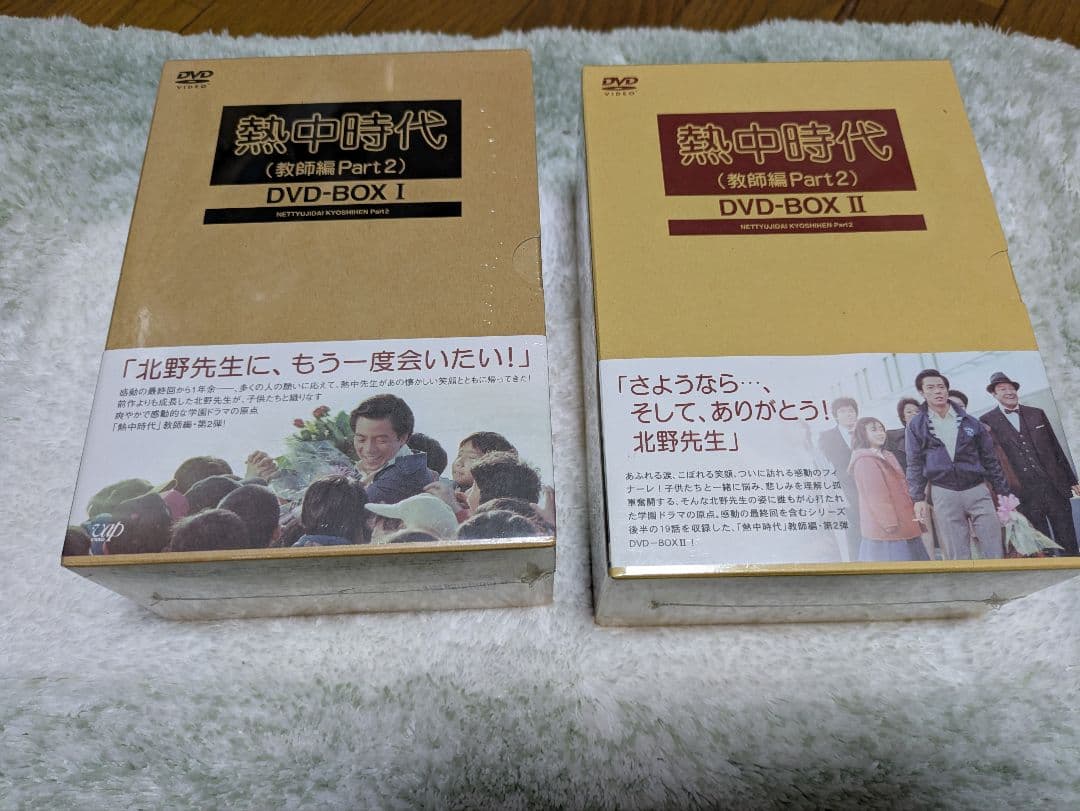 DVD
VIDEO
熱中時代
(教師編Part2)
DVD-BOX I
NETTYUJIDAI KYOSHIHEN Part2
「北野先生に、もう一度会いたい!」
感動の最終回から1年余——、多くの人の願いに応えて、熱中先生があの懐かしい笑顔とともに帰ってきた!
前作よりも成長した北野先生が、子供たちと織りなす
爽やかで感動的な学園ドラマの原点
「熱中時代」教師編・第2弾!
vap
DVD
VIDEO
熱中時代
(教師編Part2)
DVD-BOX II
NETTYUJIDAI KYOSHIHEN Part2
「さようなら…、
そして、ありがとう!
北野先生」
あふれる涙、こぼれる笑顔、ついに訪れる感動のフィ
ナーレ!子供たちと一緒に悩み、悲しみを理解し孤
軍奮闘する、そんな北野先生の姿に誰もが心打たれ
た学園ドラマの原点。感動の最終回を含むシリーズ
後半の19話を収録した、「熱中時代」教師編・第2弾
DVD-BOXII!